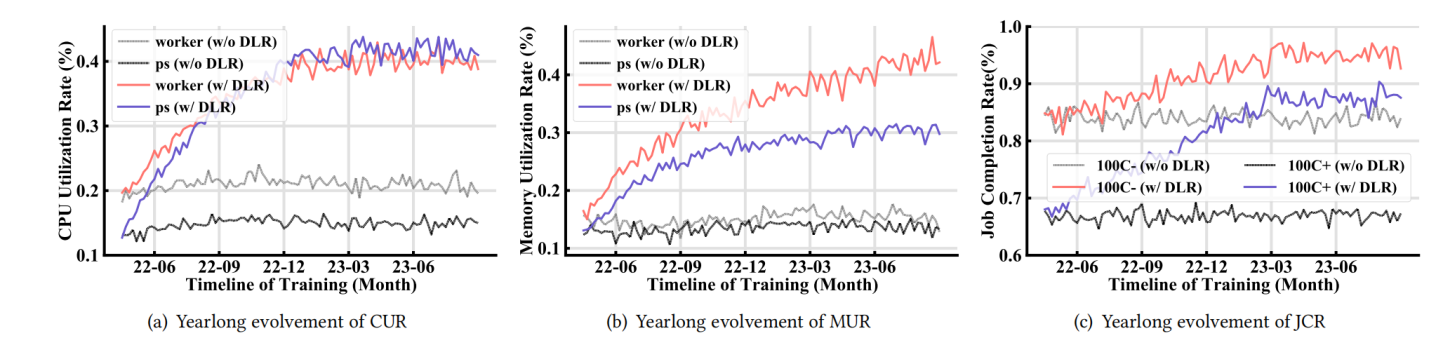 CPU Utilization Rate (%)
0.4
0.3
0.2
0.1
worker (w/o DLR)
ps (w/o DLR)
worker (w/ DLR)
ps (w/ DLR)
22-06 22-09 22-12 23-03 23-06
Timeline of Training (Month)
(a) Yearlong evolvement of CUR
Memory Utilization Rate (%)
0.4
0.3
0.2
0.1
worker (w/o DLR)
ps (w/o DLR)
worker (w/ DLR)
ps (w/ DLR)
22-06 22-09 22-12 23-03 23-06
Timeline of Training (Month)
(b) Yearlong evolvement of MUR
Job Completion Rate(%)
1.0
0.9
0.8
0.7
0.6
100C- (w/o DLR) 100C+ (w/o DLR)
100C- (w/ DLR) 100C+ (w/ DLR)
22-06 22-09 22-12 23-03 23-06
Timeline of Training (Month)
(c) Yearlong evolvement of JCR